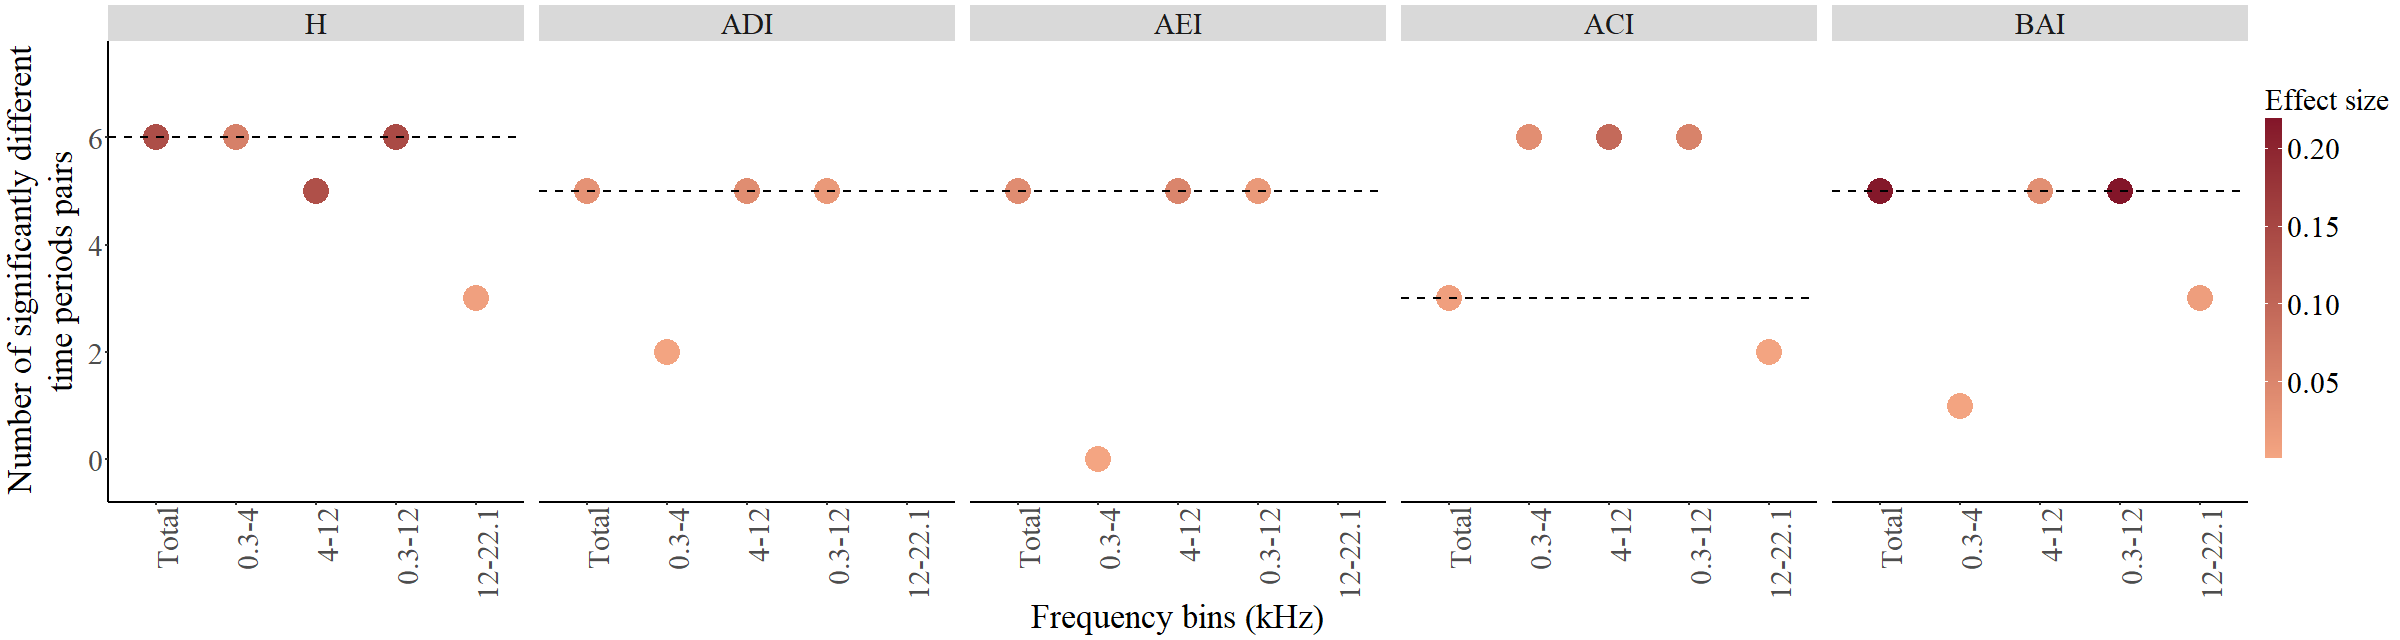 H
ADI
AEI
ACI
BAI
Number of significantly different
time periods pairs
6
4
2
0
Total
0.3-4
4-12
0.3-12
12-22.1
Total
0.3-4
4-12
0.3-12
12-22.1
Total
0.3-4
4-12
0.3-12
12-22.1
Total
0.3-4
4-12
0.3-12
12-22.1
Total
0.3-4
4-12
0.3-12
12-22.1
Frequency bins (kHz)
Effect size
0.20
0.15
0.10
0.05